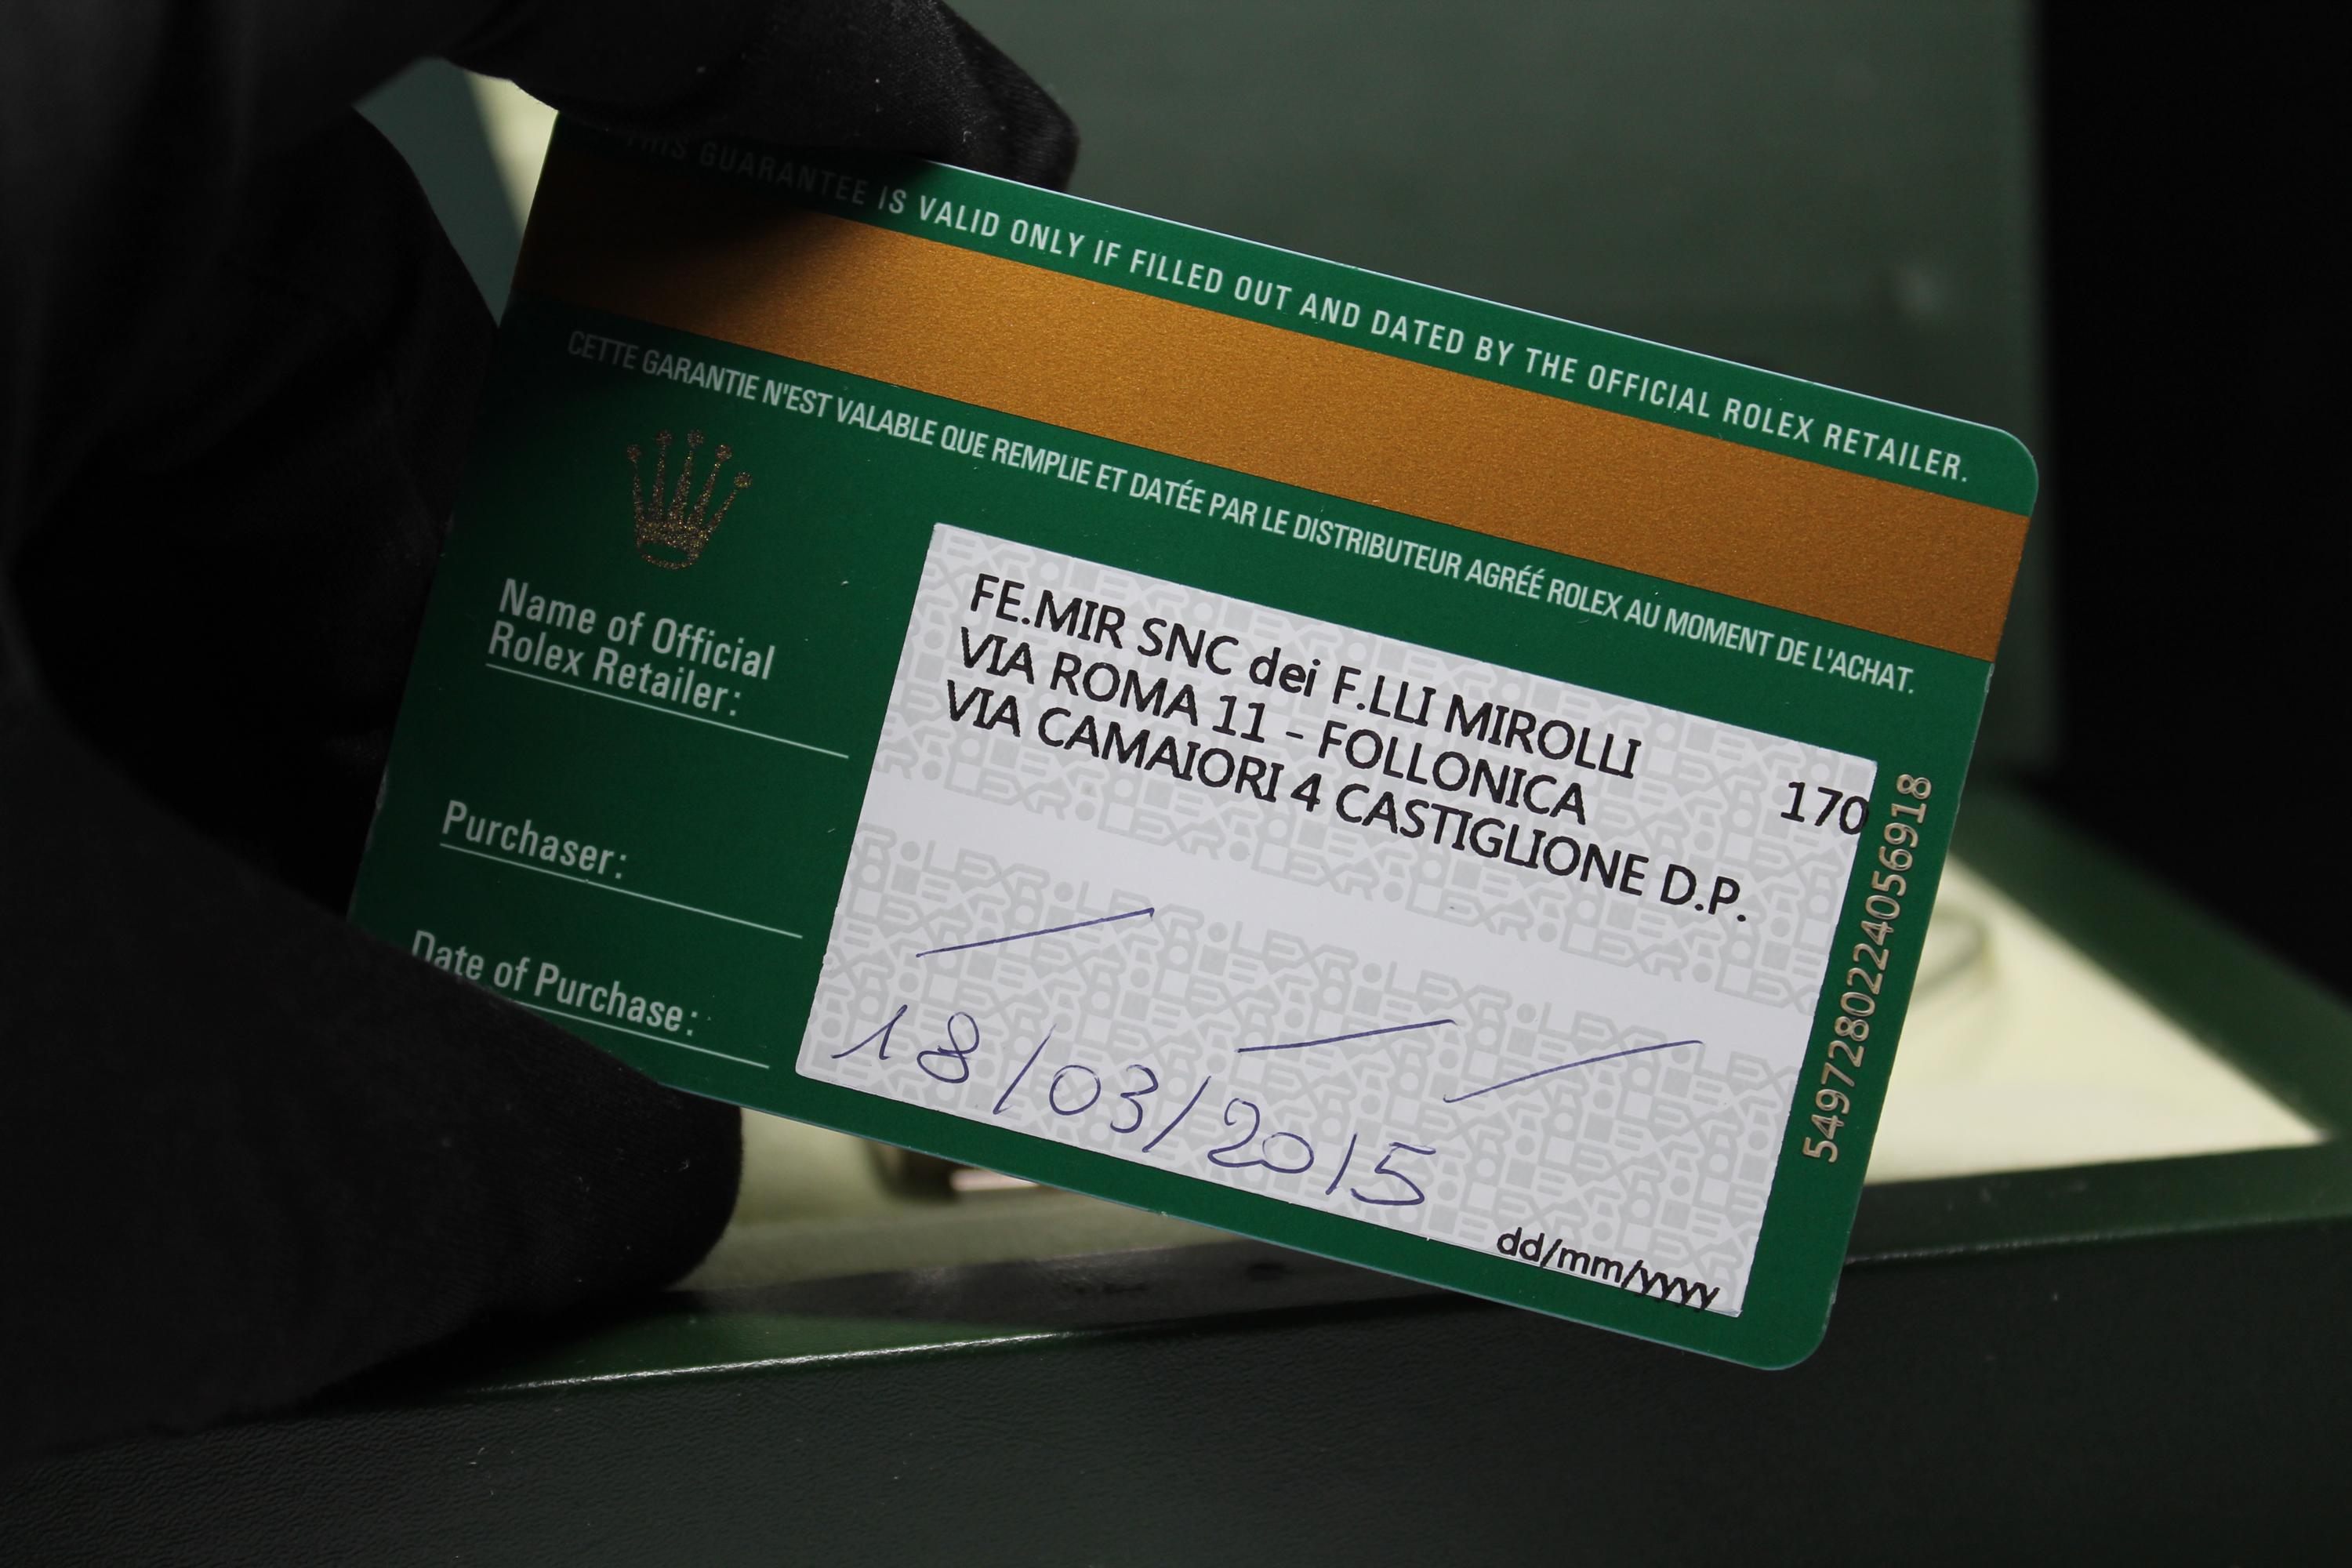 THIS GUARANTEE IS VALID ONLY IF FILLED OUT AND DATED BY THE OFFICIAL ROLEX RETAILER.
CETTE GARANTIE N'EST VALABLE QUE REMPLIE ET DATÉE PAR LE DISTRIBUTEUR AGRÉÉ ROLEX AU MOMENT DE L'ACHAT.
Name of Official
Rolex Retailer:
FE.MIR SNC dei F.LLI MIROLLI
VIA ROMA 11 - FOLLONICA 170
VIA CAMAIORI 4 CASTIGLIONE D.P.
Purchaser:
Date of Purchase:
18/03/2015
dd/mm/yyyy
5497280224056918